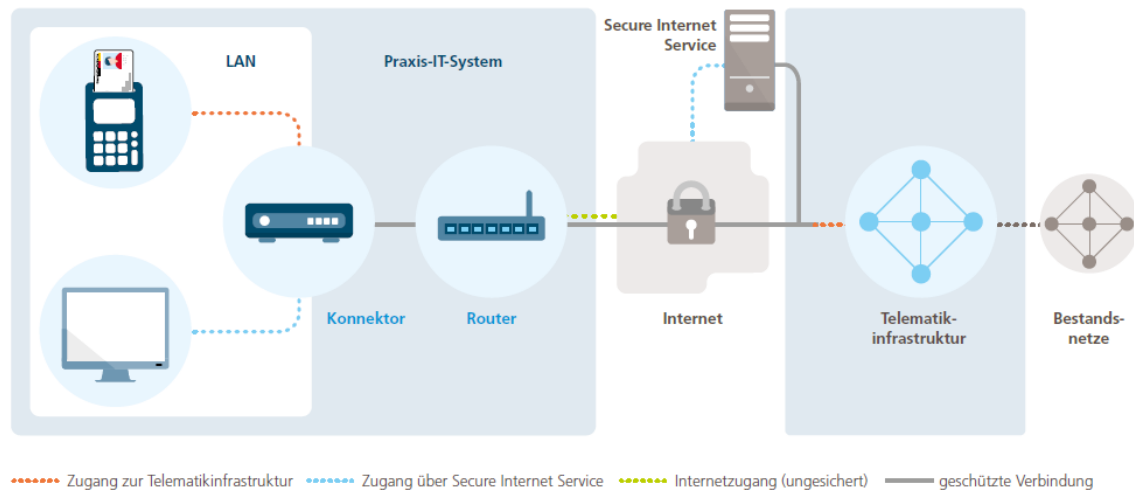 Secure Internet
Service
LAN
Praxis-IT-System
Konnektor
Router
Internet
Telematik-
infrastruktur
Bestands-
netze
Zugang zur Telematikinfrastruktur
Zugang über Secure Internet Service
Internetzugang (ungesichert)
geschützte Verbindung